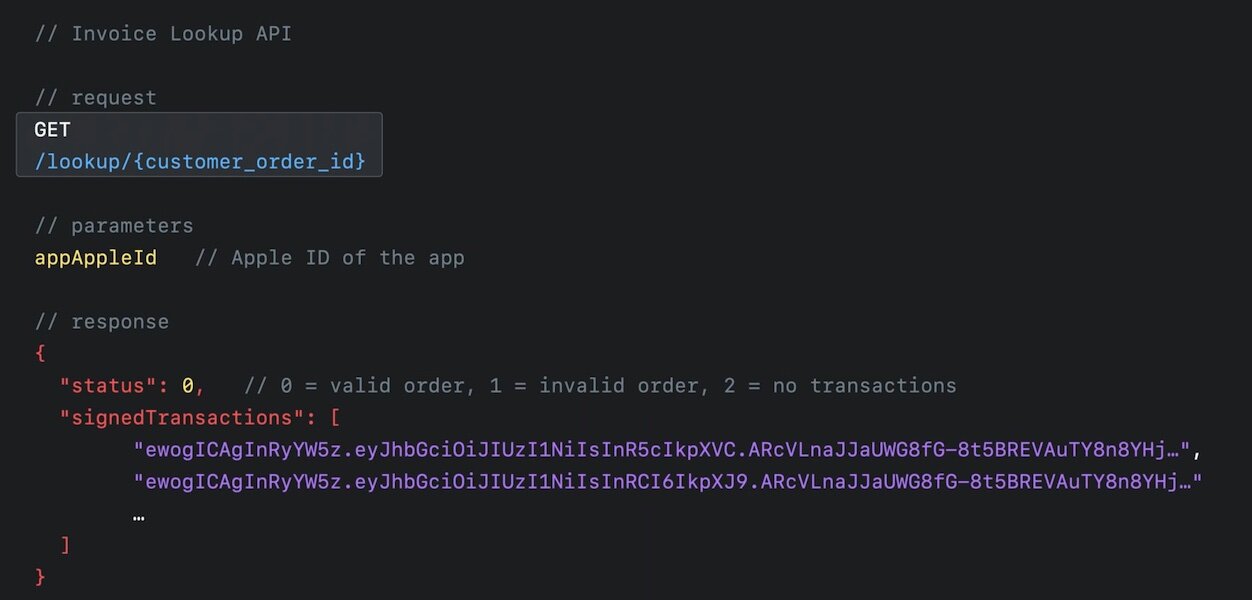 // Invoice Lookup API
// request
GET
/lookup/{customer_order_id}
// parameters
appAppleId // Apple ID of the app
// response
{
"status": 0, // 0 = valid order, 1 = invalid order, 2 = no transactions
"signedTransactions": [
"ewogICAgInRyYW5z.eyJhbGciOiJIUzI1NiIsInR5cIkpXVC.ARcVLnaJJaUWG8fG-8t5BREVAuTY8n8YHj…",
"ewogICAgInRyYW5z.eyJhbGciOiJIUzI1NiIsInRCI6IkpXJ9.ARcVLnaJJaUWG8fG-8t5BREVAuTY8n8YHj…"
…
]
}